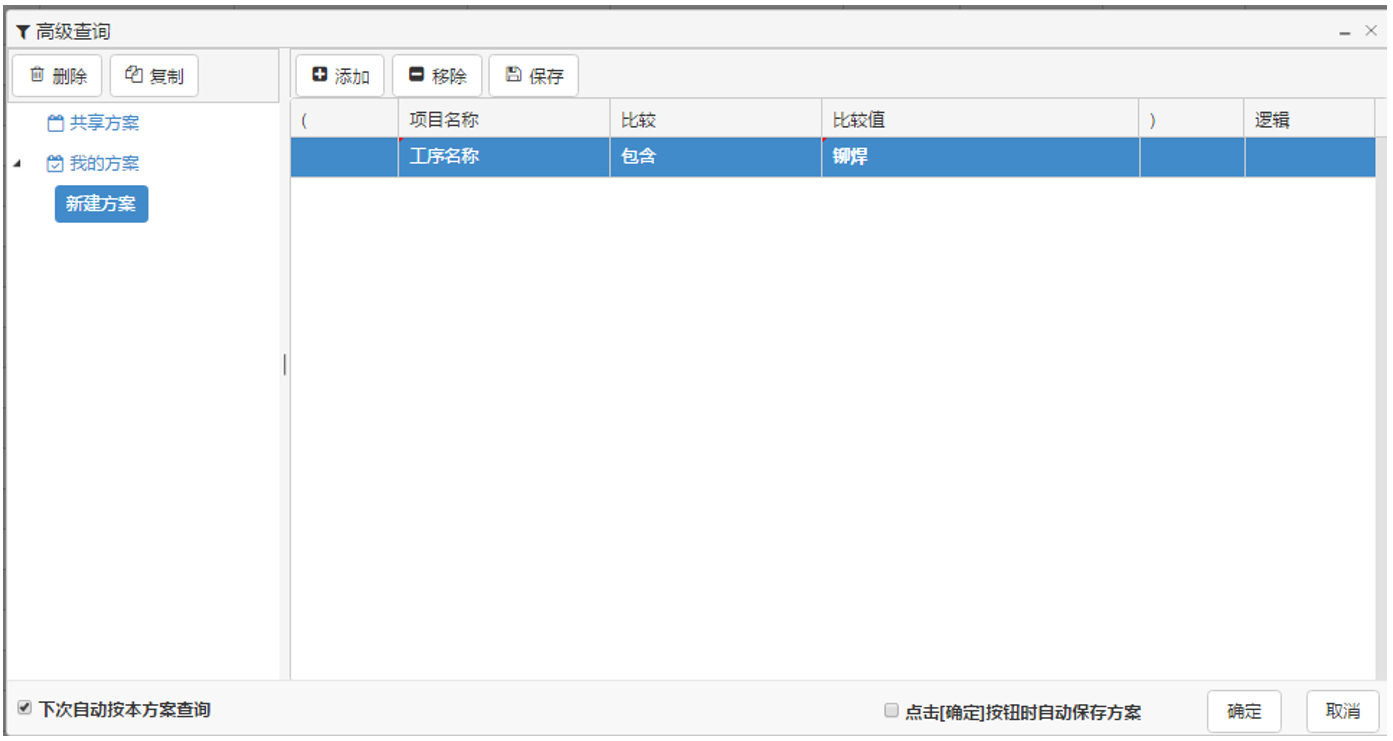 高级查询
删除 复制
添加 移除 保存
共享方案
我的方案
新建方案
( 项目名称 比较 比较值 ) 逻辑
工序名称 包含 铆焊
下次自动按本方案查询
点击[确定]按钮时自动保存方案 确定 取消